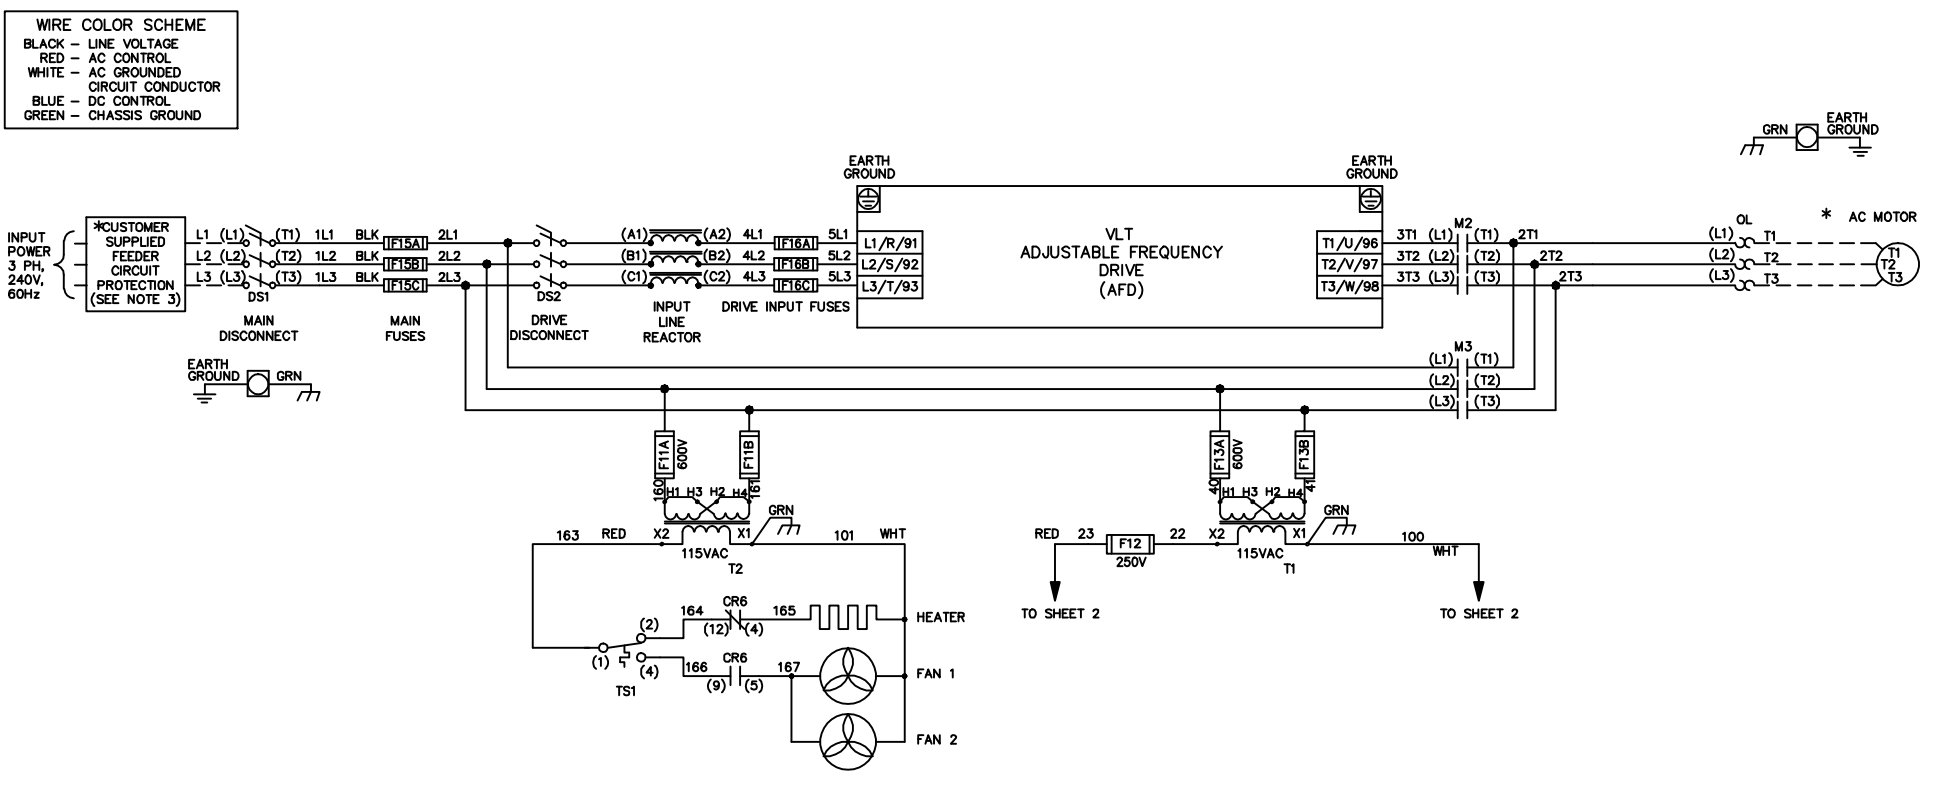 WIRE COLOR SCHEME
BLACK – LINE VOLTAGE
RED – AC CONTROL
WHITE – AC GROUNDED
CIRCUIT CONDUCTOR
BLUE – DC CONTROL
GREEN – CHASSIS GROUND
GRN
EARTH
GROUND
EARTH
GROUND
EARTH
GROUND
INPUT
POWER
3 PH,
240V,
60Hz
*CUSTOMER
SUPPLIED
FEEDER
CIRCUIT
PROTECTION
(SEE NOTE 3)
L1 (L1) (T1) 1L1 BLK F15A 2L1
L2 (L2) (T2) 1L2 BLK F15B 2L2
L3 (L3) (T3) 1L3 BLK F15C 2L3
DS1
MAIN
DISCONNECT
MAIN
FUSES
DS2
DRIVE
DISCONNECT
(A1) (A2) 4L1 F16A 5L1
(B1) (B2) 4L2 F16B 5L2
(C1) (C2) 4L3 F16C 5L3
INPUT
LINE
REACTOR
DRIVE INPUT FUSES
L1/R/91
L2/S/92
L3/T/93
VLT
ADJUSTABLE FREQUENCY
DRIVE
(AFD)
T1/U/96
T2/V/97
T3/W/98
M2
3T1 (L1) (T1) 2T1
3T2 (L2) (T2) 2T2
3T3 (L3) (T3) 2T3
OL
(L1) T1
(L2) T2
(L3) T3
* AC MOTOR
T1
T2
T3
M3
(L1) (T1)
(L2) (T2)
(L3) (T3)
EARTH
GROUND
GRN
F11A
600V
F11B
160
161
H1 H3 H2 H4
GRN
163 RED X2 X1 101 WHT
115VAC
T2
F13A
600V
F13B
40
41
H1 H3 H2 H4
GRN
RED 23 F12 22 X2 X1 100
WHT
250V
115VAC
T1
TO SHEET 2
TO SHEET 2
CR6
164 165
(12) (4)
HEATER
(2)
(1)
(4)
TS1
CR6
166 167
(9) (5)
FAN 1
FAN 2